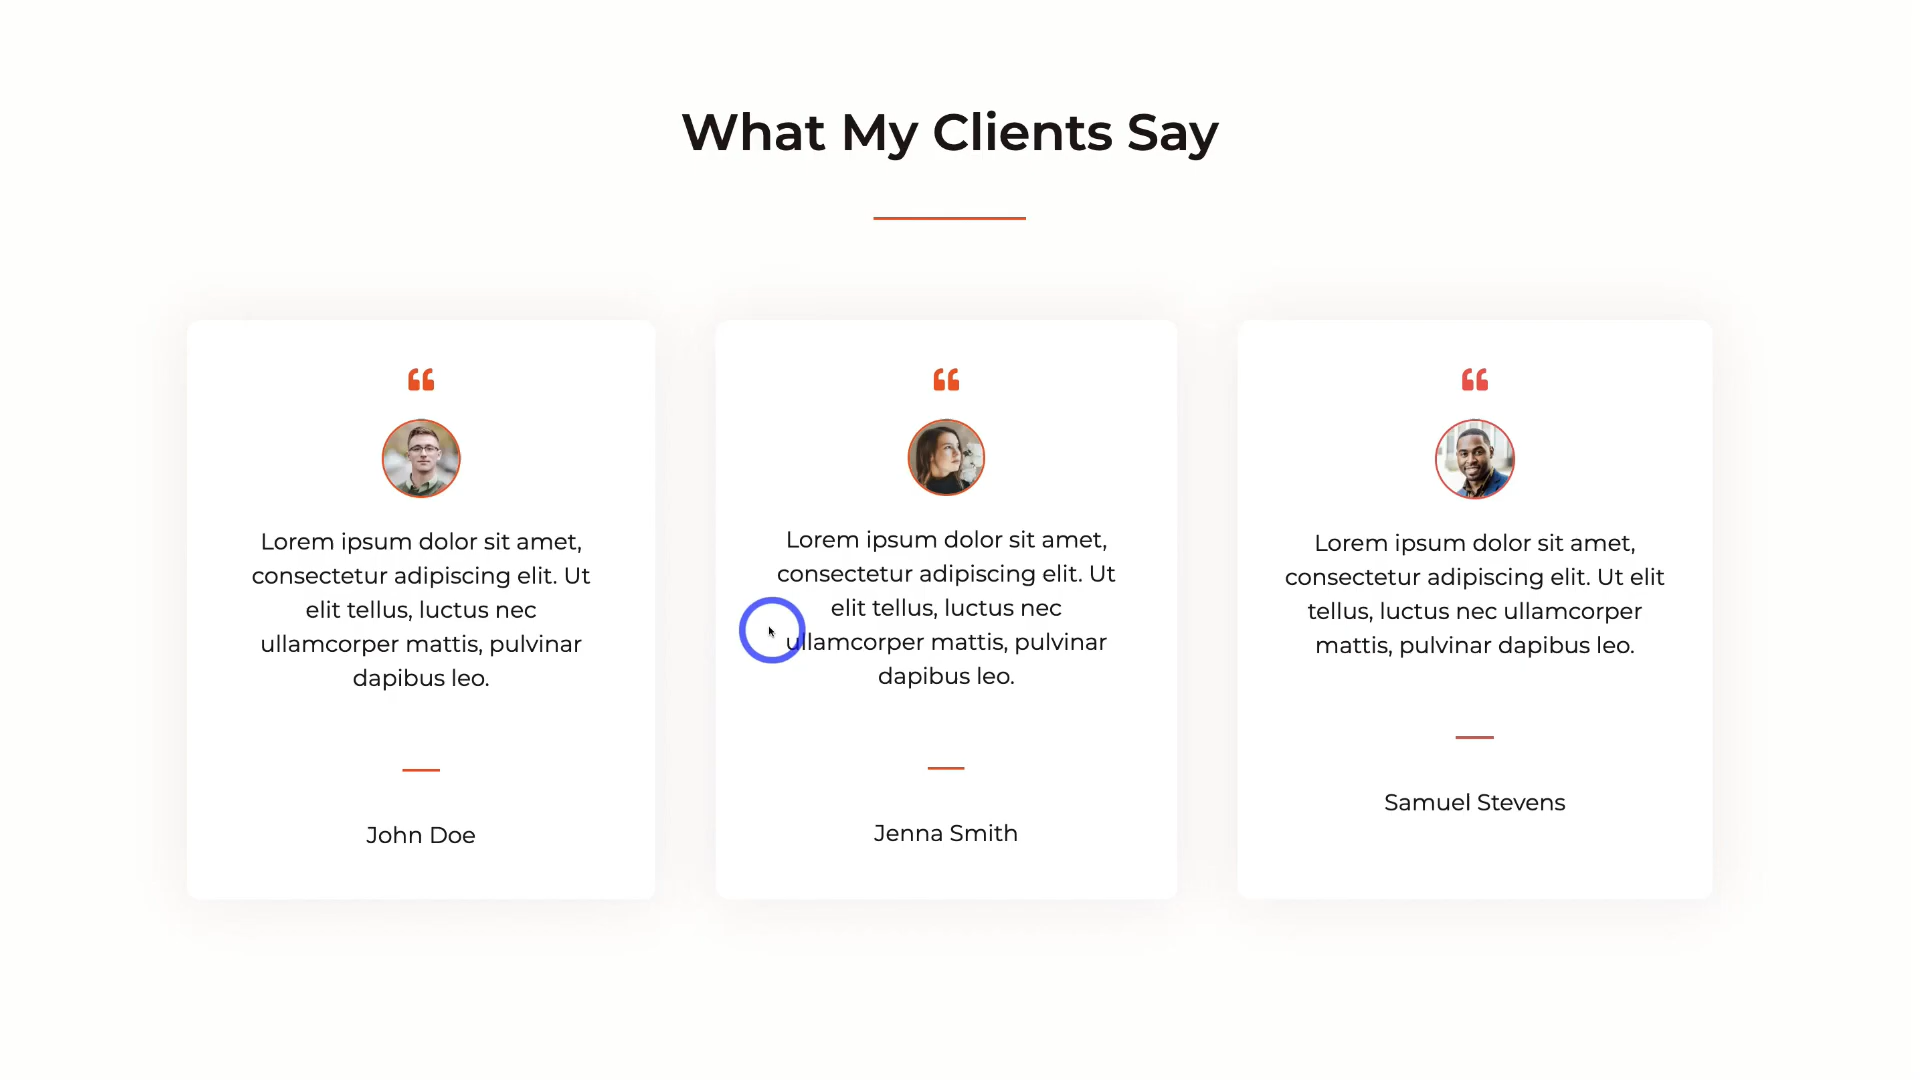 What My Clients Say
❝
Lorem ipsum dolor sit amet,
consectetur adipiscing elit. Ut
elit tellus, luctus nec
ullamcorper mattis, pulvinar
dapibus leo.
John Doe
❝
Lorem ipsum dolor sit amet,
consectetur adipiscing elit. Ut
elit tellus, luctus nec
ullamcorper mattis, pulvinar
dapibus leo.
Jenna Smith
❝
Lorem ipsum dolor sit amet,
consectetur adipiscing elit. Ut elit
tellus, luctus nec ullamcorper
mattis, pulvinar dapibus leo.
Samuel Stevens